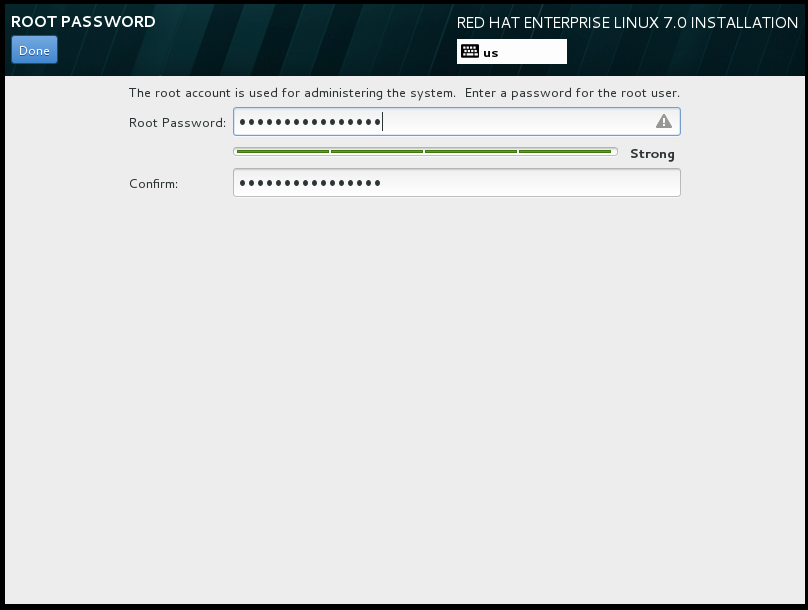 ROOT PASSWORD
RED HAT ENTERPRISE LINUX 7.0 INSTALLATION
Done
us
The root account is used for administering the system.  Enter a password for the root user.
Root Password: ••••••••••••••••
Strong
Confirm: ••••••••••••••••